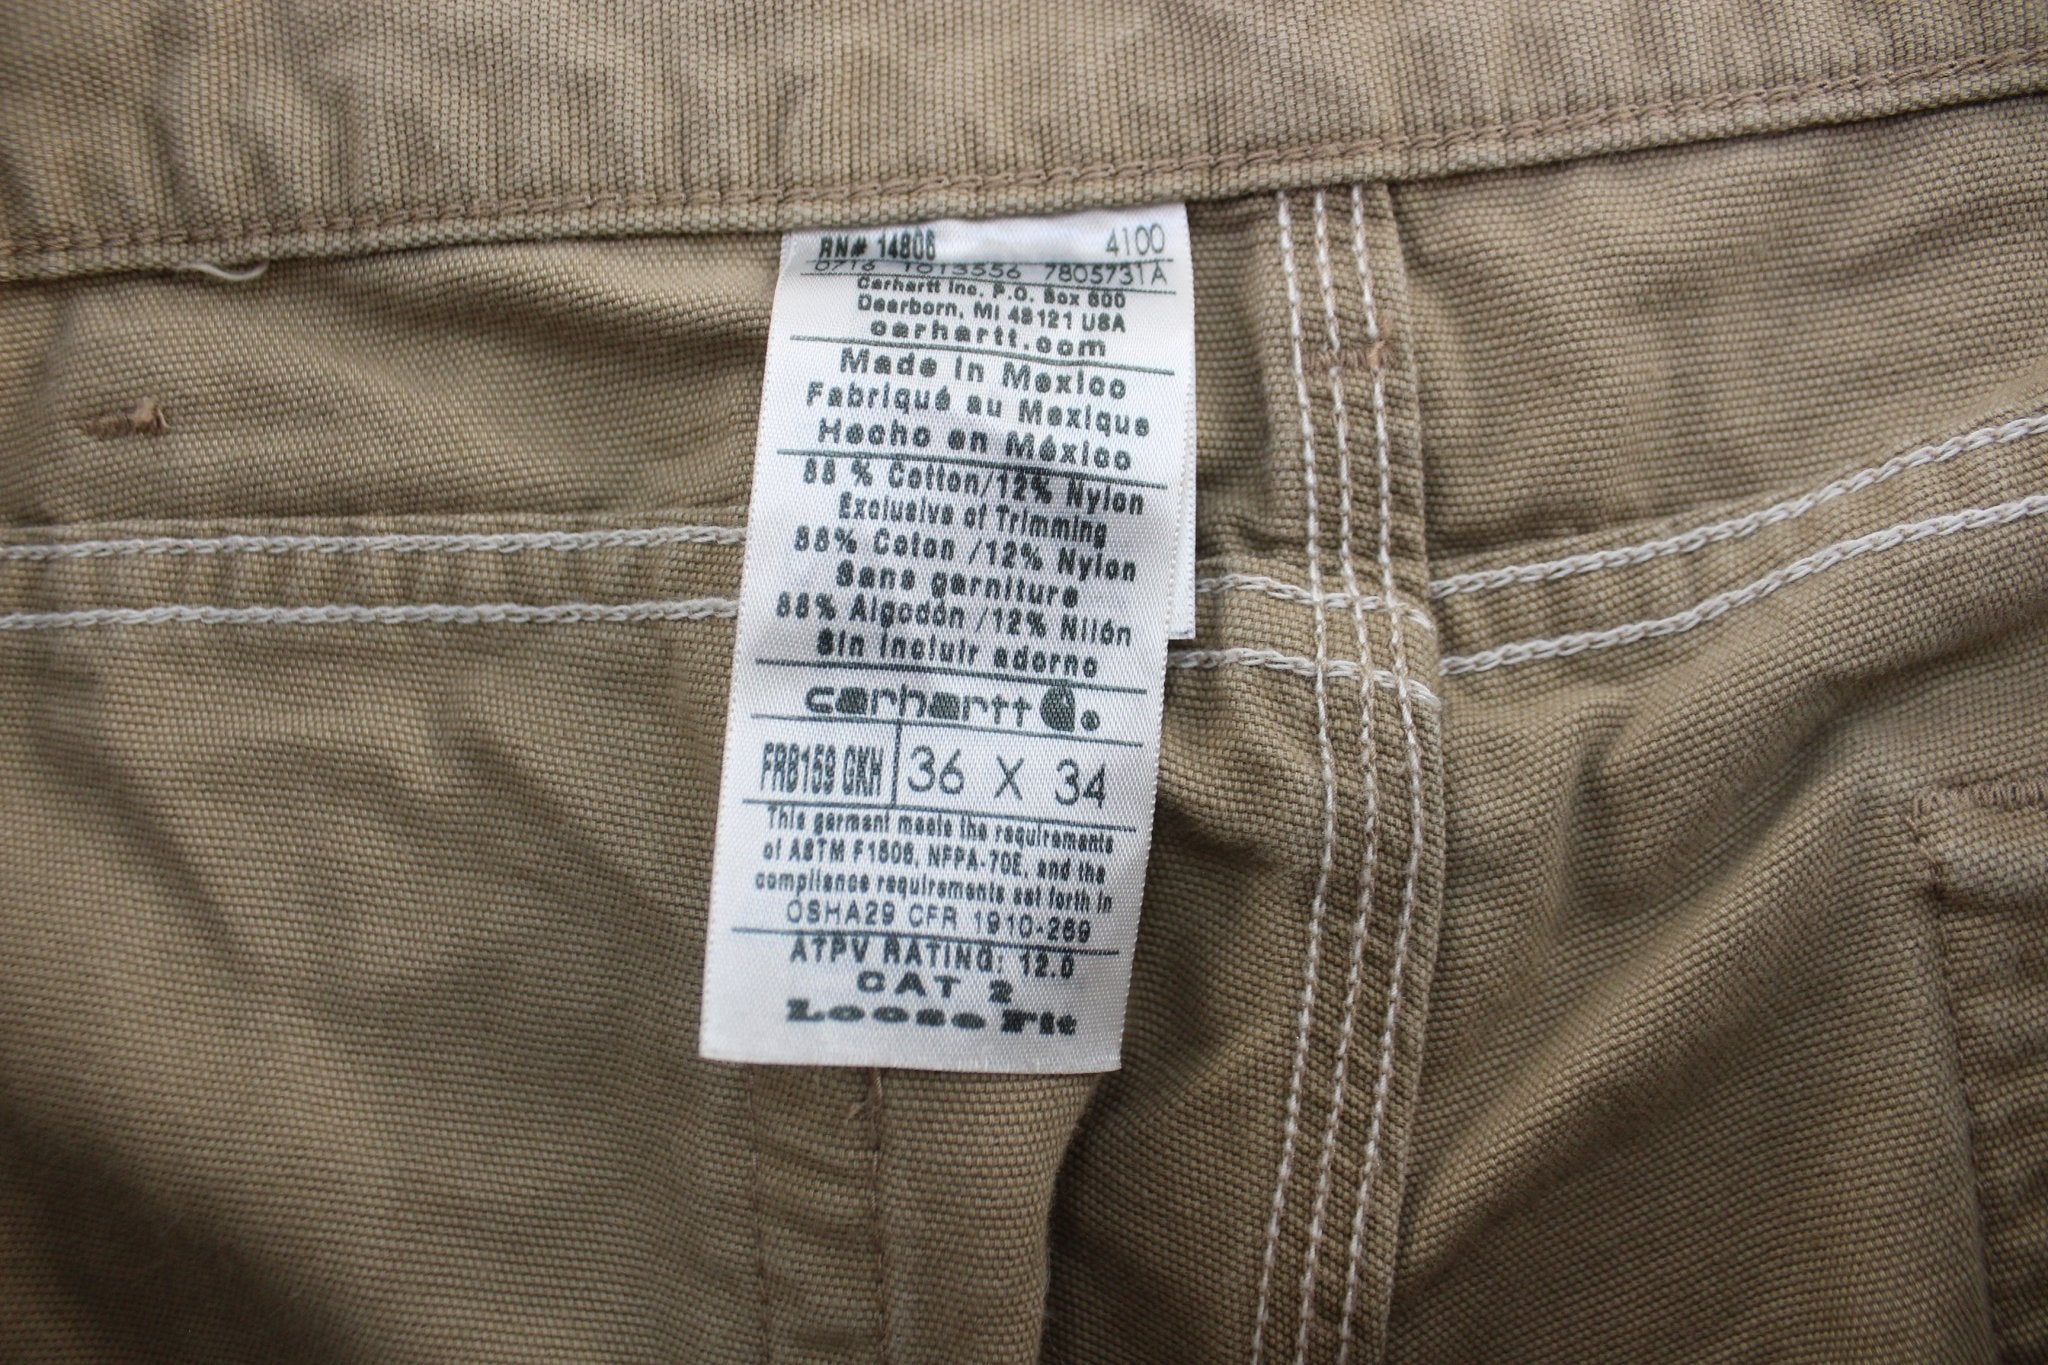 RN# 14806 4100
0716 1013556 7805731A
Carhartt Inc. P.O. Box 600
Dearborn, MI 48121 USA
carhartt.com
Made in Mexico
Fabriqué au Mexique
Hecho en México
88 % Cotton/12% Nylon
Exclusive of Trimming
88% Coton /12% Nylon
Sans garniture
88% Algodón /12% Nilón
Sin incluir adorno
carhartt
FRB159 GKH 36 X 34
This garment meets the requirements
of ASTM F1506, NFPA-70E, and the
compliance requirements set forth in
OSHA29 CFR 1910-269
ATPV RATING: 12.0
CAT 2
Loose Fit